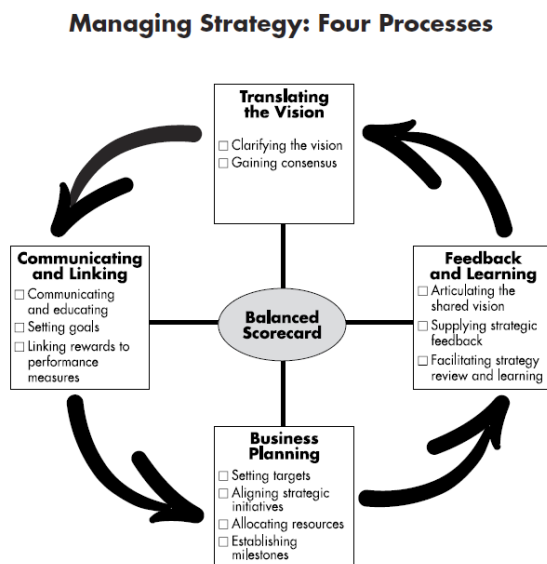 Managing Strategy: Four Processes
Translating
the Vision
☐ Clarifying the vision
☐ Gaining consensus
Communicating
and Linking
☐ Communicating
and educating
☐ Setting goals
☐ Linking rewards to
performance
measures
Balanced
Scorecard
Feedback
and Learning
☐ Articulating the
shared vision
☐ Supplying strategic
feedback
☐ Facilitating strategy
review and learning
Business
Planning
☐ Setting targets
☐ Aligning strategic
initiatives
☐ Allocating resources
☐ Establishing
milestones